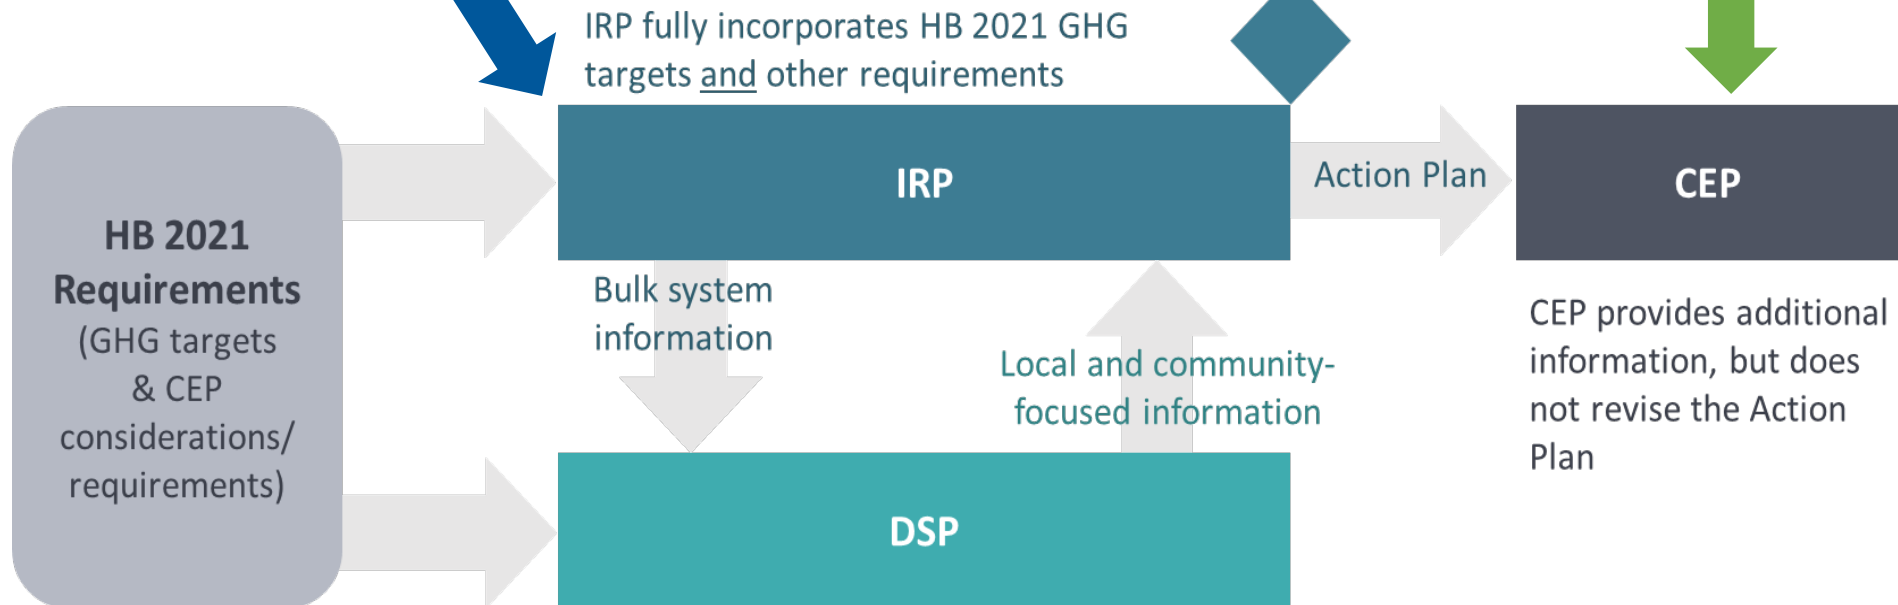 IRP fully incorporates HB 2021 GHG
targets and other requirements
HB 2021
Requirements
(GHG targets
& CEP
considerations/
requirements)
IRP
Action Plan
CEP
Bulk system
information
Local and community-
focused information
CEP provides additional
information, but does
not revise the Action
Plan
DSP